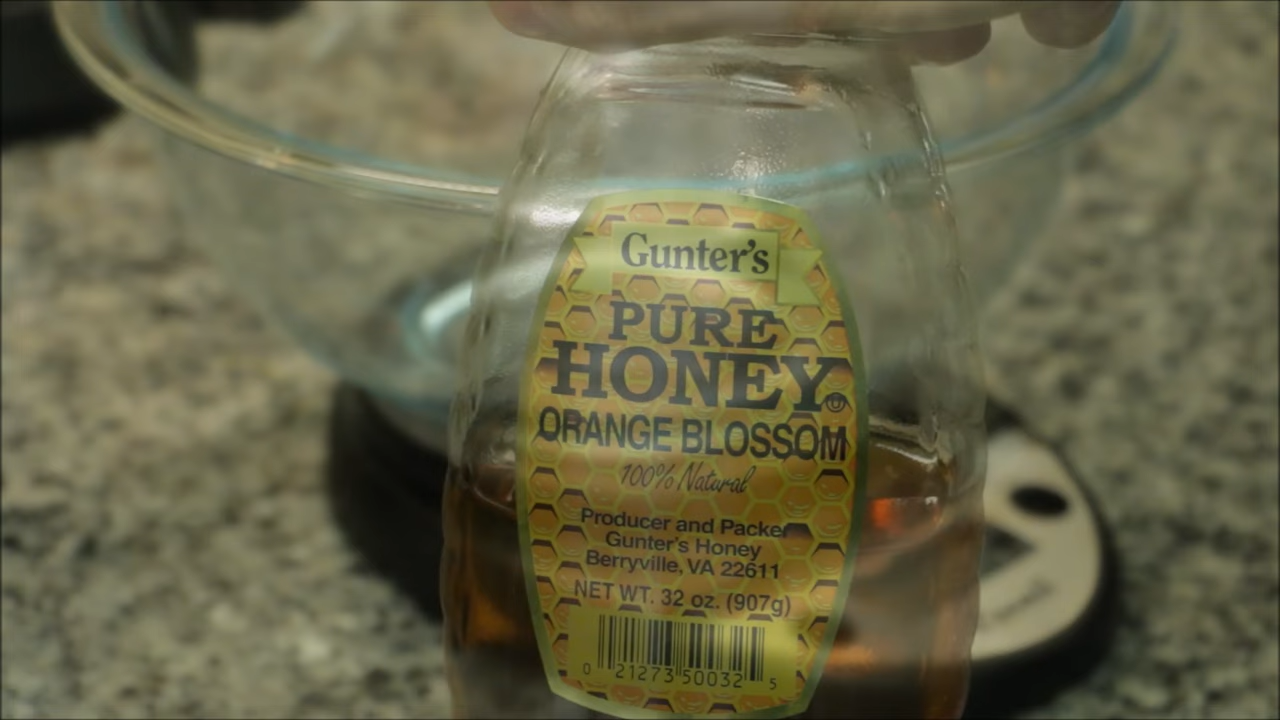 Gunter's
PURE
HONEY
ORANGE BLOSSOM
100% Natural
Producer and Packer
Gunter's Honey
Berryville, VA 22611
NET WT. 32 oz. (907g)
0 21273 50032 5